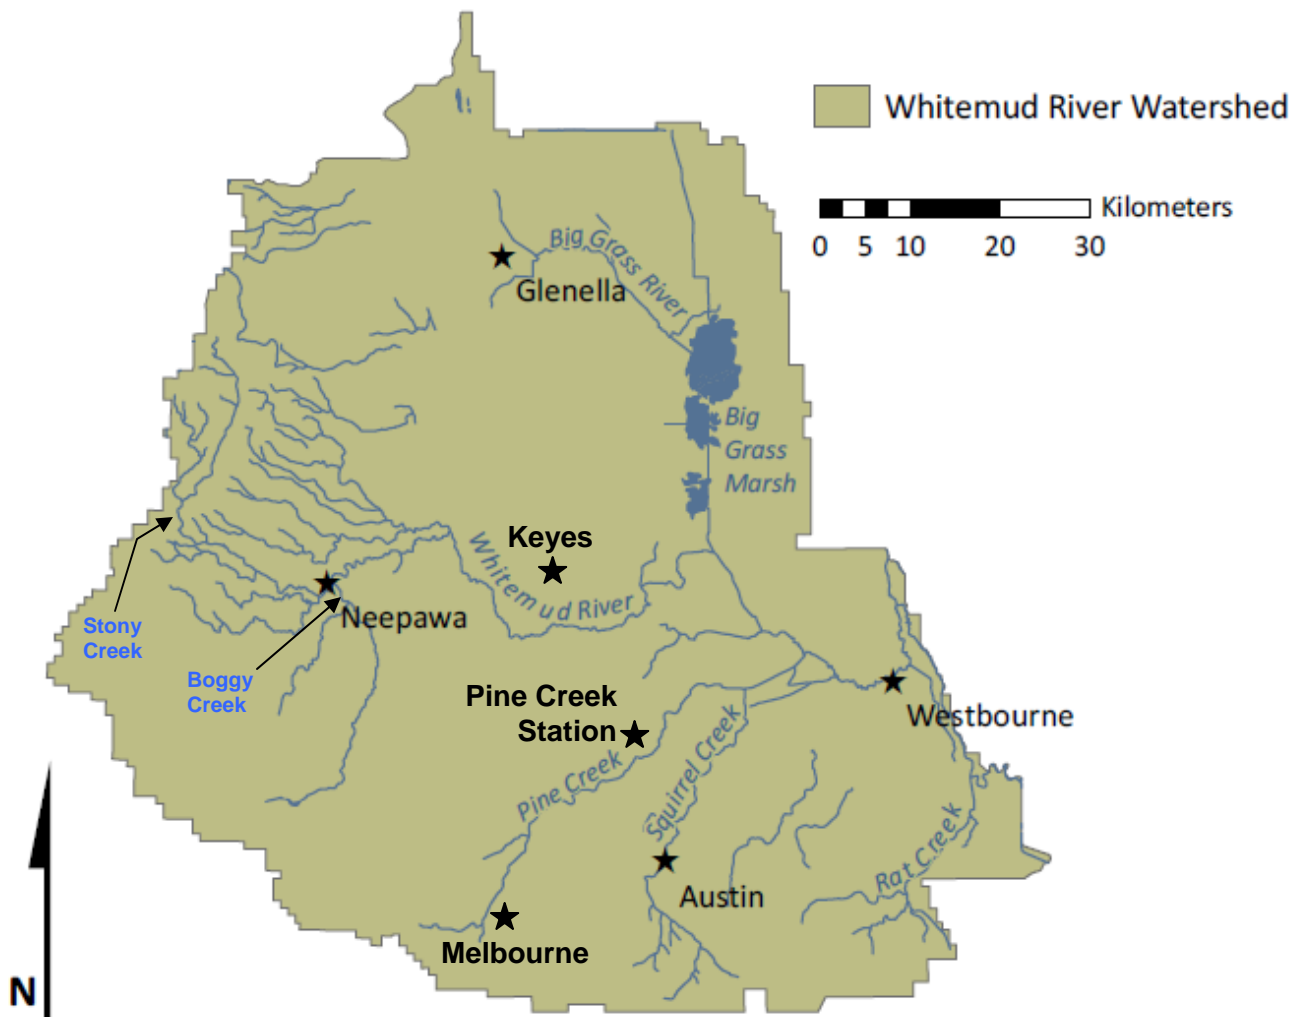 Whitemud River Watershed
Kilometers
0 5 10 20 30
Big Grass River
Glenella
Big
Grass
Marsh
Keyes
Whitemud River
Neepawa
Stony
Creek
Boggy
Creek
Pine Creek
Station
Westbourne
Pine Creek
Squirrel Creek
Rat Creek
Austin
Melbourne
N